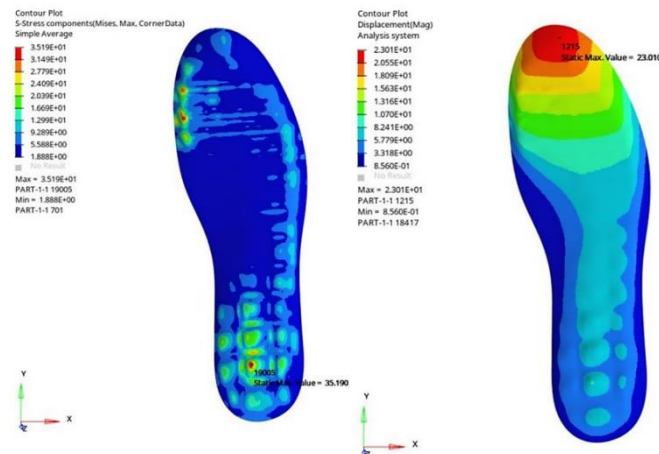 Contour Plot
S-Stress components(Mises, Max, CornerData)
Simple Average
3.519E+01
3.149E+01
2.779E+01
2.409E+01
2.039E+01
1.669E+01
1.299E+01
9.289E+00
5.588E+00
1.888E+00
No Result
Max = 3.519E+01
PART-1-1 19005
Min = 1.888E+00
PART-1-1 701
19005
Static Max. Value = 35.190
Y
X
Contour Plot
Displacement(Mag)
Analysis system
2.301E+01
2.055E+01
1.809E+01
1.563E+01
1.316E+01
1.070E+01
8.241E+00
5.779E+00
3.318E+00
8.560E-01
No Result
Max = 2.301E+01
PART-1-1 1215
Min = 8.560E-01
PART-1-1 18417
1215
Static Max. Value = 23.010
Y
X